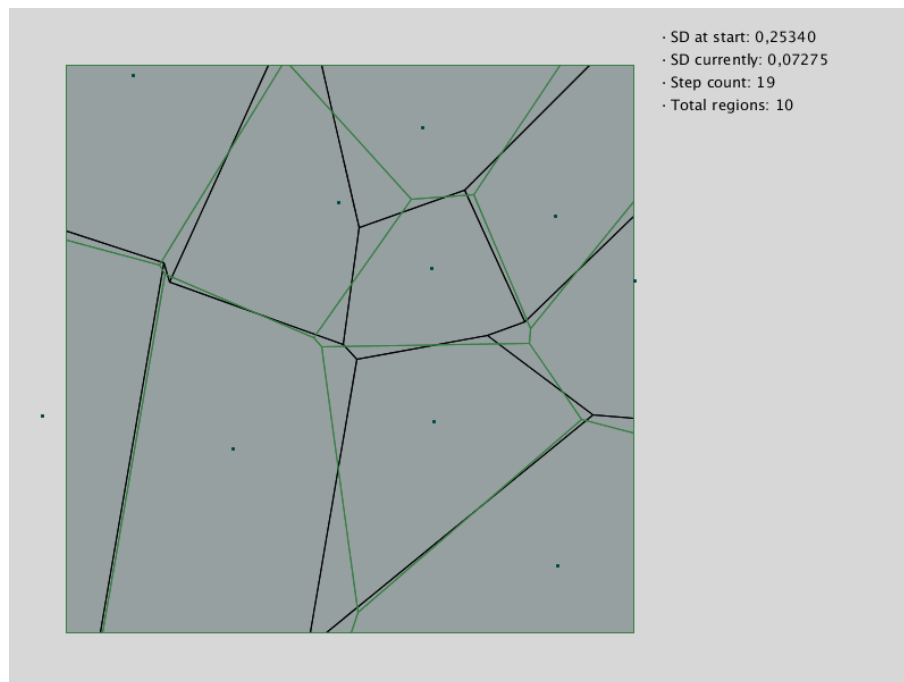 · SD at start: 0,25340
· SD currently: 0,07275
· Step count: 19
· Total regions: 10